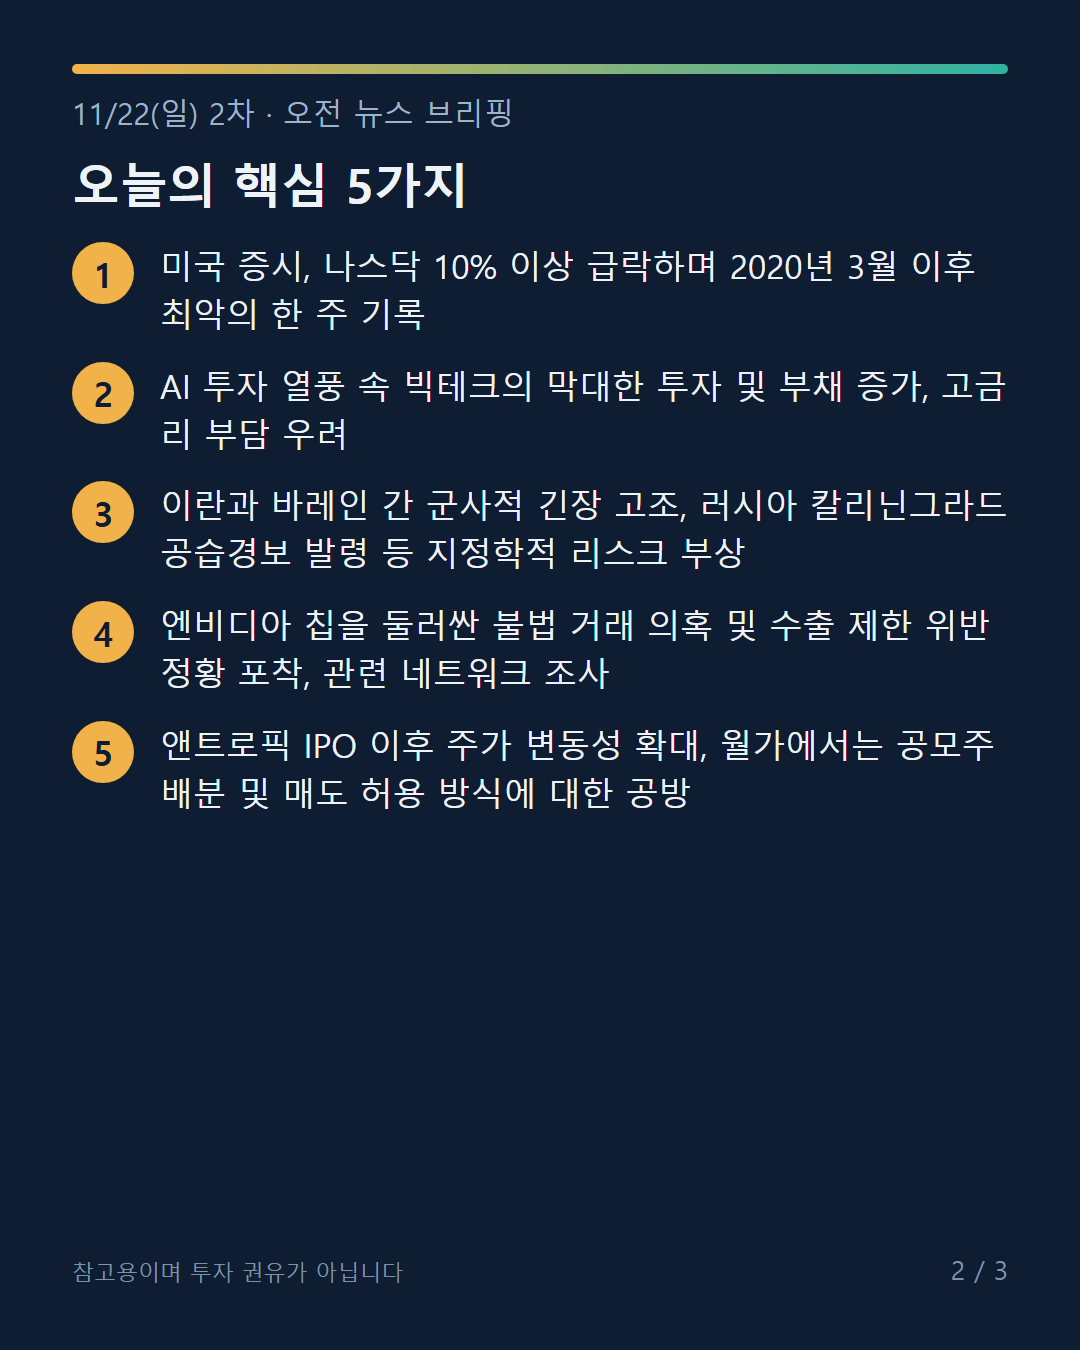 11/22(일) 2차 · 오전 뉴스 브리핑
오늘의 핵심 5가지
1
미국 증시, 나스닥 10% 이상 급락하며 2020년 3월 이후
최악의 한 주 기록
2
AI 투자 열풍 속 빅테크의 막대한 투자 및 부채 증가, 고금
리 부담 우려
3
이란과 바레인 간 군사적 긴장 고조, 러시아 칼리닌그라드
공습경보 발령 등 지정학적 리스크 부상
4
엔비디아 칩을 둘러싼 불법 거래 의혹 및 수출 제한 위반
정황 포착, 관련 네트워크 조사
5
앤트로픽 IPO 이후 주가 변동성 확대, 월가에서는 공모주
배분 및 매도 허용 방식에 대한 공방
참고용이며 투자 권유가 아닙니다
2 / 3